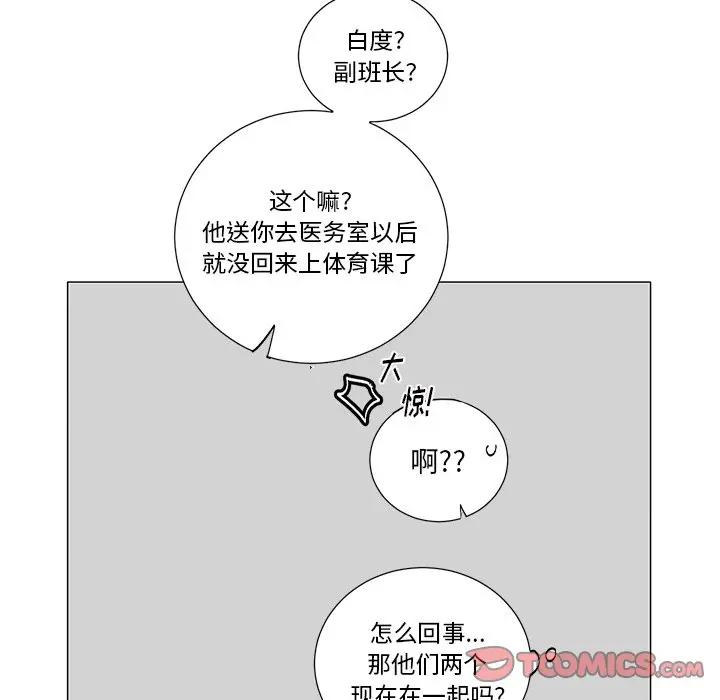 白度?
副班长?
这个嘛?
他送你去医务室以后
就没回来上体育课了
大
惊!
啊??
怎么回事...
那他们两个
现在在一起吗?
TCOMICS.COM